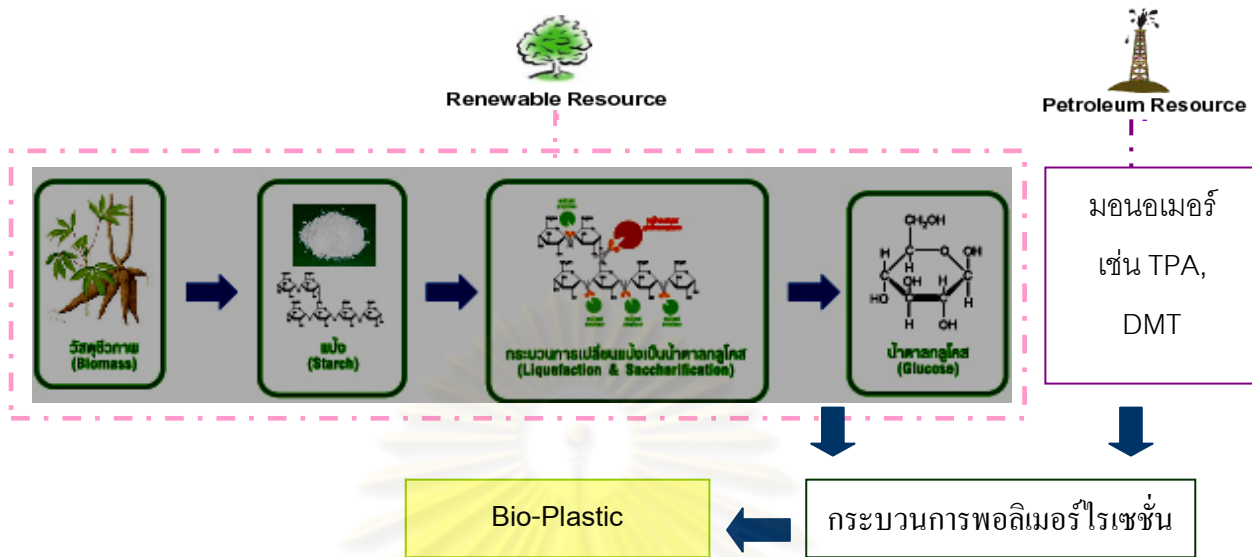 Renewable Resource
Petroleum Resource
วัสดุชีวภาพ
(Biomass)
แป้ง
(Starch)
กระบวนการเปลี่ยนแป้งเป็นน้ำตาลกลูโคส
(Liquefaction & Saccharification)
CH₂OH
H
O
OH
H
OH
H
HO
H
H
OH
น้ำตาลกลูโคส
(Glucose)
มอนอเมอร์
เช่น TPA,
DMT
Bio-Plastic
กระบวนการพอลิเมอร์ไรเซชั่น